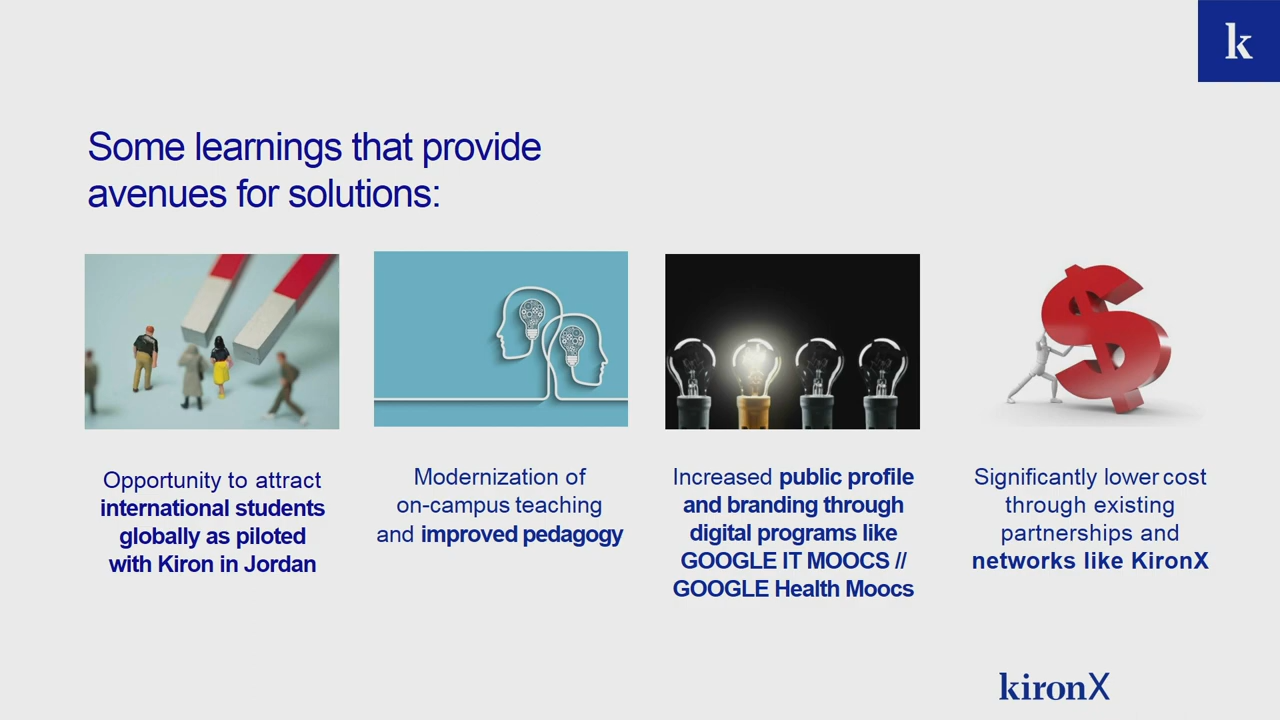 k
Some learnings that provide
avenues for solutions:
Opportunity to attract
international students
globally as piloted
with Kiron in Jordan
Modernization of
on-campus teaching
and improved pedagogy
Increased public profile
and branding through
digital programs like
GOOGLE IT MOOCS //
GOOGLE Health Moocs
Significantly lower cost
through existing
partnerships and
networks like KironX
kironX